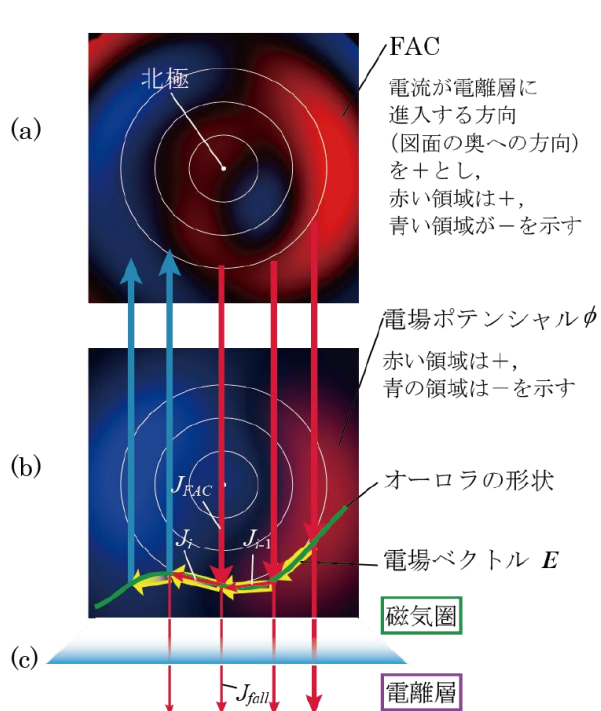 FAC
北極
電流が電離層に
進入する方向
(a)
(図面の奥への方向)
を＋とし,
赤い領域は＋,
青い領域が－を示す
電場ポテンシャルϕ
赤い領域は＋,
青の領域は－を示す
(b)
オーロラの形状
J_FAC
J_i
J_i-1
電場ベクトル E
磁気圏
(c)
J_fall
電離層